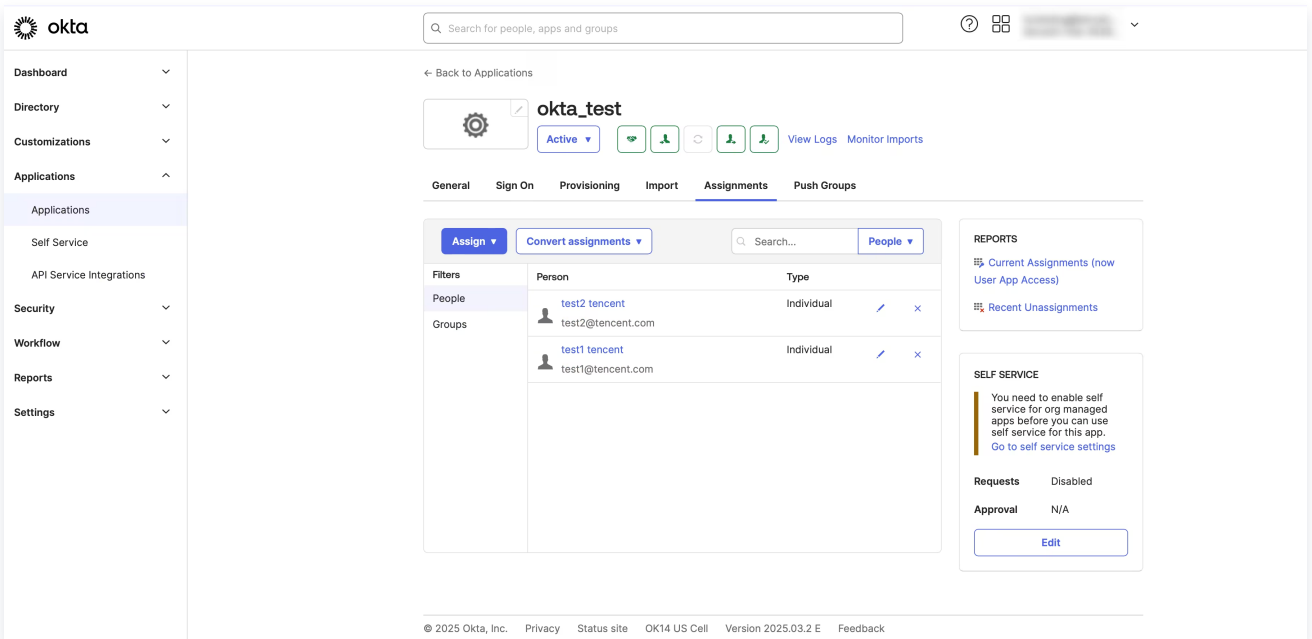 okta
Search for people, apps and groups
Dashboard
Directory
Customizations
Applications
Applications
Self Service
API Service Integrations
Security
Workflow
Reports
Settings
← Back to Applications
okta_test
Active ▼
View Logs
Monitor Imports
General
Sign On
Provisioning
Import
Assignments
Push Groups
Assign ▼
Convert assignments ▼
Search...
People ▼
Filters
People
Groups
Person
Type
test2 tencent
Individual
test2@tencent.com
test1 tencent
Individual
test1@tencent.com
REPORTS
Current Assignments (now
User App Access)
Recent Unassignments
SELF SERVICE
You need to enable self
service for org managed
apps before you can use
self service for this app.
Go to self service settings
Requests Disabled
Approval N/A
Edit
© 2025 Okta, Inc.
Privacy
Status site
OK14 US Cell
Version 2025.03.2 E
Feedback